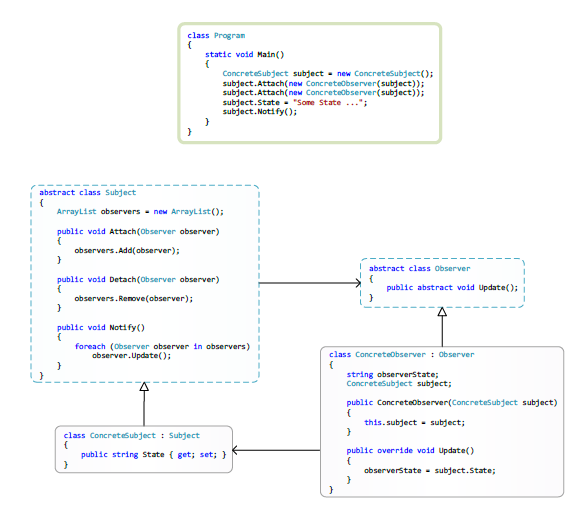 class Program
{
static void Main()
{
ConcreteSubject subject = new ConcreteSubject();
subject.Attach(new ConcreteObserver(subject));
subject.Attach(new ConcreteObserver(subject));
subject.State = "Some State ...";
subject.Notify();
}
}
abstract class Subject
{
ArrayList observers = new ArrayList();
public void Attach(Observer observer)
{
observers.Add(observer);
}
public void Detach(Observer observer)
{
observers.Remove(observer);
}
public void Notify()
{
foreach (Observer observer in observers)
observer.Update();
}
}
abstract class Observer
{
public abstract void Update();
}
class ConcreteObserver : Observer
{
string observerState;
ConcreteSubject subject;
public ConcreteObserver(ConcreteSubject subject)
{
this.subject = subject;
}
public override void Update()
{
observerState = subject.State;
}
}
class ConcreteSubject : Subject
{
public string State { get; set; }
}